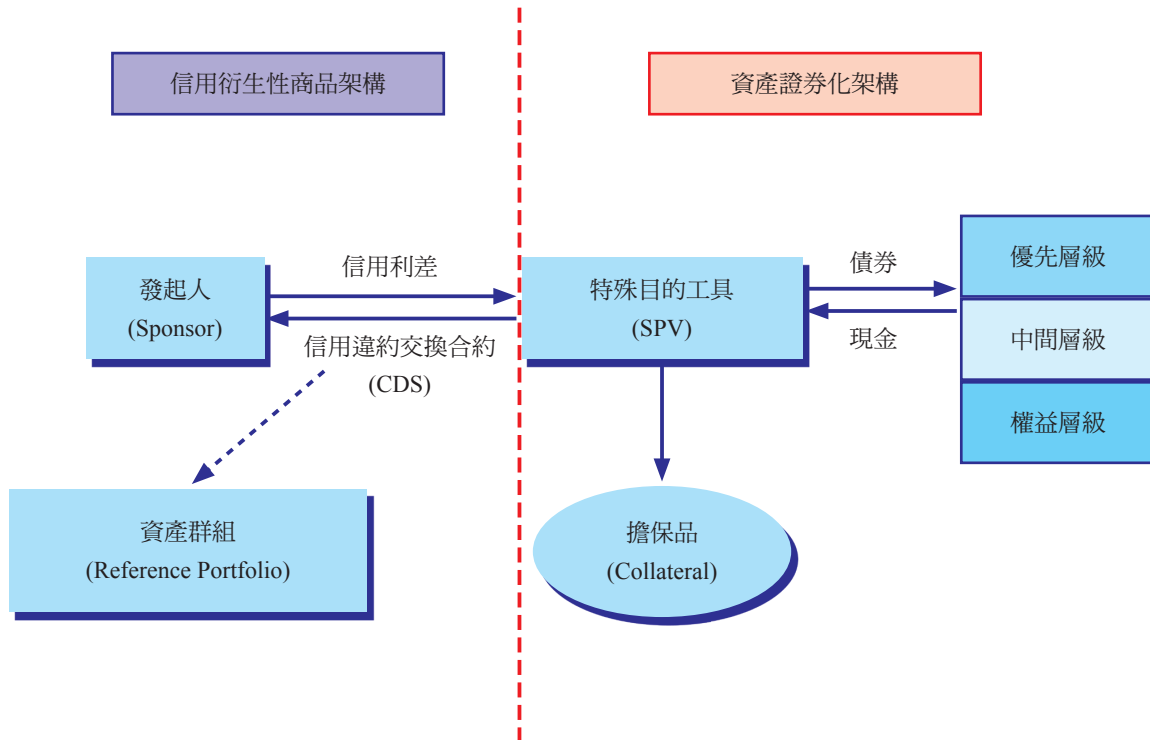 信用衍生性商品架構
資產證券化架構
發起人
(Sponsor)
信用利差
信用違約交換合約
(CDS)
特殊目的工具
(SPV)
債券
現金
優先層級
中間層級
權益層級
資產群組
(Reference Portfolio)
擔保品
(Collateral)